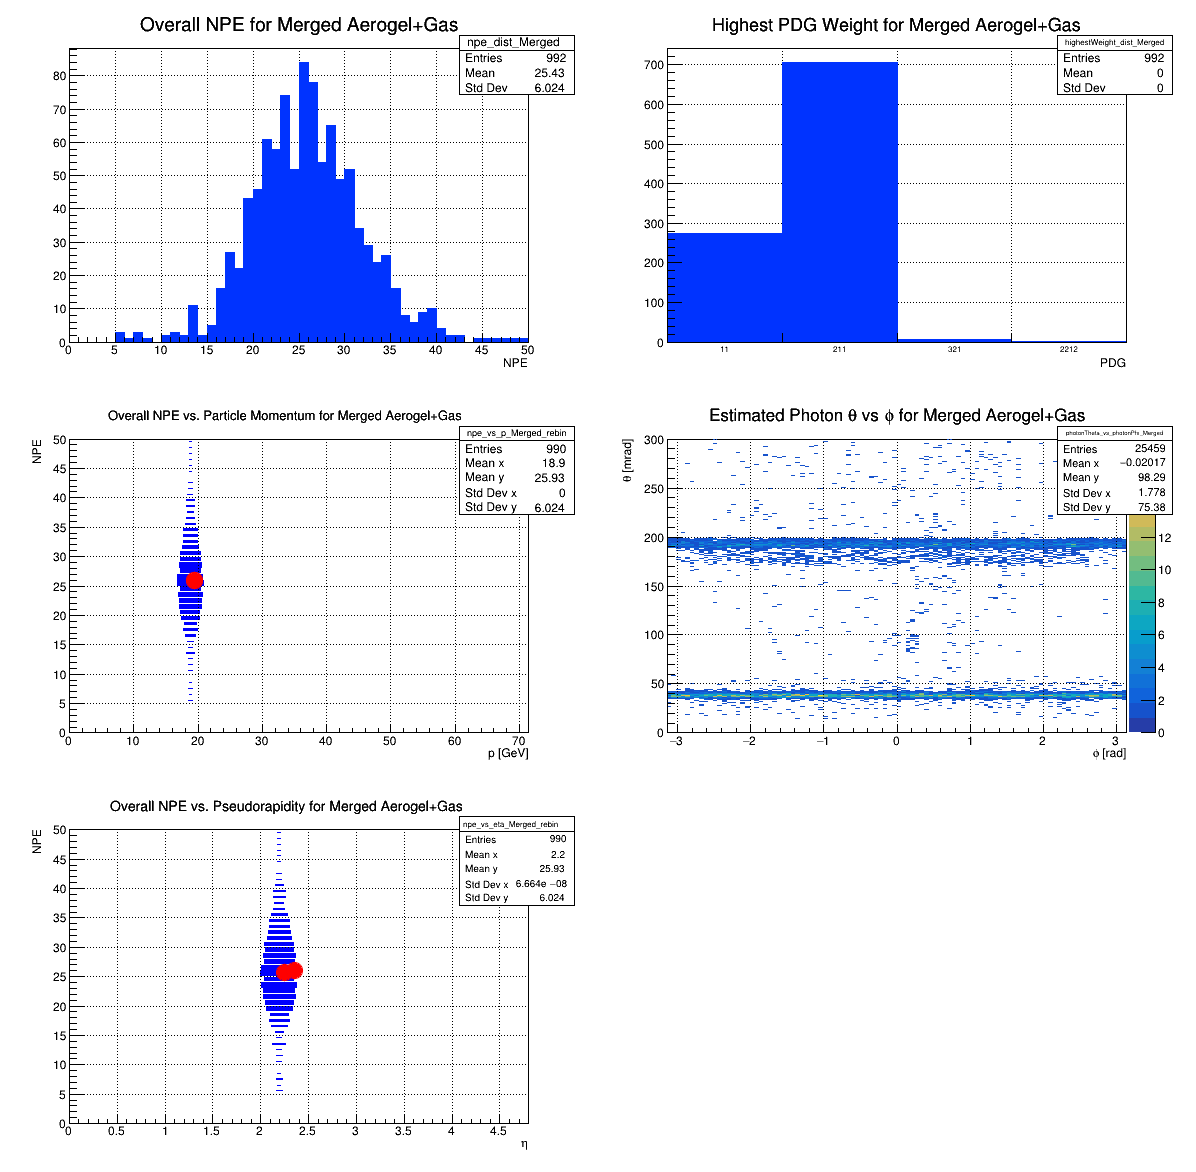 Overall NPE for Merged Aerogel+Gas
npe_dist_Merged
Entries 992
Mean 25.43
Std Dev 6.024
80
70
60
50
40
30
20
10
0
0 5 10 15 20 25 30 35 40 45 50
NPE
Highest PDG Weight for Merged Aerogel+Gas
highestWeight_dist_Merged
Entries 992
Mean 0
Std Dev 0
700
600
500
400
300
200
100
0
11 211 321 2212
PDG
Overall NPE vs. Particle Momentum for Merged Aerogel+Gas
npe_vs_p_Merged_rebin
Entries 990
Mean x 18.9
Mean y 25.93
Std Dev x 0
Std Dev y 6.024
NPE
50
45
40
35
30
25
20
15
10
5
0
0 10 20 30 40 50 60 70
p [GeV]
Estimated Photon θ vs ϕ for Merged Aerogel+Gas
photonTheta_vs_photonPhi_Merged
Entries 25459
Mean x −0.02017
Mean y 98.29
Std Dev x 1.778
Std Dev y 75.38
θ [mrad]
300
250
200
150
100
50
0
−3 −2 −1 0 1 2 3
ϕ [rad]
12
10
8
6
4
2
0
Overall NPE vs. Pseudorapidity for Merged Aerogel+Gas
npe_vs_eta_Merged_rebin
Entries 990
Mean x 2.2
Mean y 25.93
Std Dev x 6.664e −08
Std Dev y 6.024
NPE
50
45
40
35
30
25
20
15
10
5
0
0 0.5 1 1.5 2 2.5 3 3.5 4 4.5
η